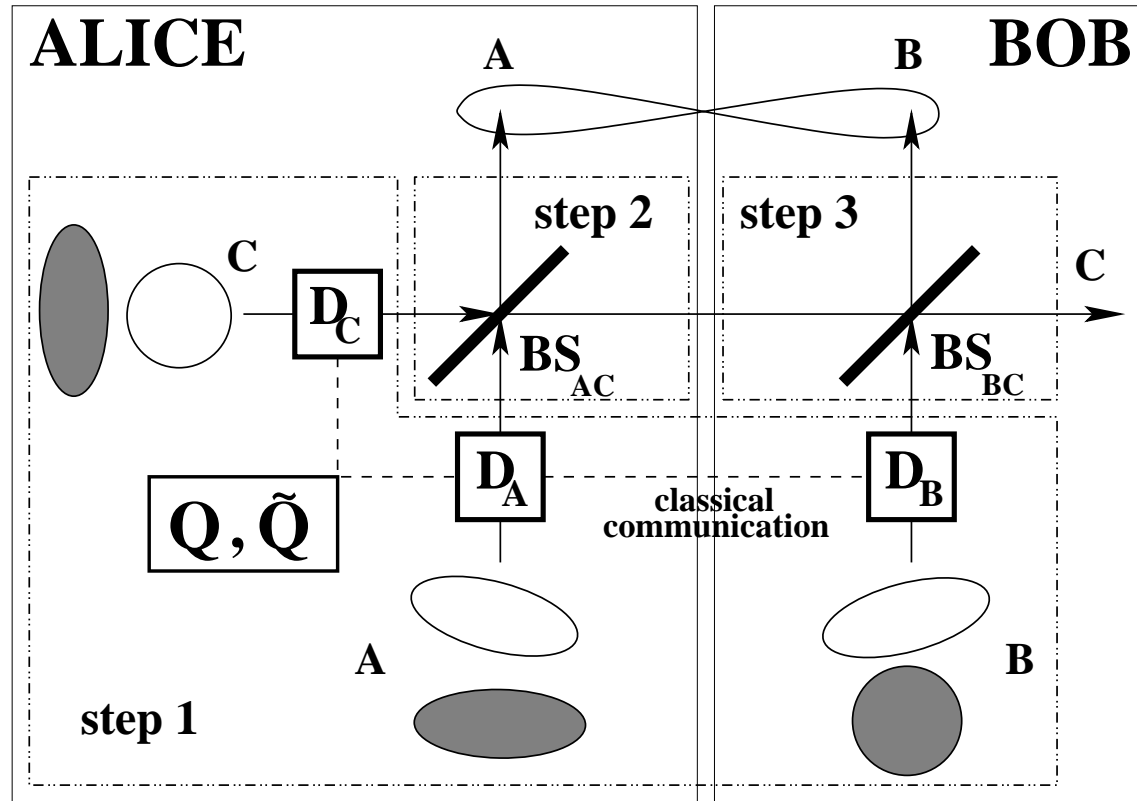 ALICE
BOB
A
B
step 2
step 3
C
C
D_C
BS_AC
BS_BC
D_A
D_B
classical
communication
Q , Q̃
A
B
step 1